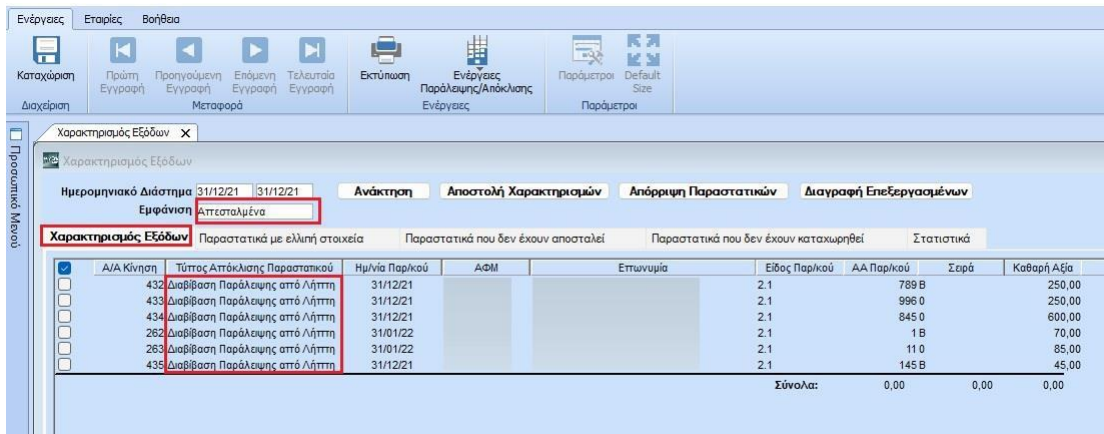 Ενέργειες Εταιρίες Βοήθεια
Καταχώριση Πρώτη Εγγραφή Προηγούμενη Εγγραφή Επόμενη Εγγραφή Τελευταία Εγγραφή Εκτύπωση Ενέργειες Παράλειψης/Απόκλισης Παράμετροι Default Size
Διαχείριση Μεταφορά Ενέργειες Παράμετροι
Προσωπικό Μενού
Χαρακτηρισμός Εξόδων X
Χαρακτηρισμός Εξόδων
Ημερομηνιακό Διάστημα 31/12/21 31/12/21 Ανάκτηση Αποστολή Χαρακτηρισμών Απόρριψη Παραστατικών Διαγραφή Επεξεργασμένων
Εμφάνιση Απεσταλμένα
Χαρακτηρισμός Εξόδων Παραστατικά με ελλιπή στοιχεία Παραστατικά που δεν έχουν αποσταλεί Παραστατικά που δεν έχουν καταχωρηθεί Στατιστικά
Α/Α Κίνηση Τύπος Απόκλισης Παραστατικού Ημ/νία Παρ/κού ΑΦΜ Επωνυμία Είδος Παρ/κού ΑΑ Παρ/κού Σειρά Καθαρή Αξία
432 Διαβίβαση Παράλειψης από Λήπτη 31/12/21 2.1 789 Β 250,00
433 Διαβίβαση Παράλειψης από Λήπτη 31/12/21 2.1 996 0 250,00
434 Διαβίβαση Παράλειψης από Λήπτη 31/12/21 2.1 845 0 600,00
262 Διαβίβαση Παράλειψης από Λήπτη 31/01/22 2.1 1 Β 70,00
263 Διαβίβαση Παράλειψης από Λήπτη 31/01/22 2.1 11 0 85,00
435 Διαβίβαση Παράλειψης από Λήπτη 31/12/21 2.1 145 Β 45,00
Σύνολα: 0,00 0,00 0,00